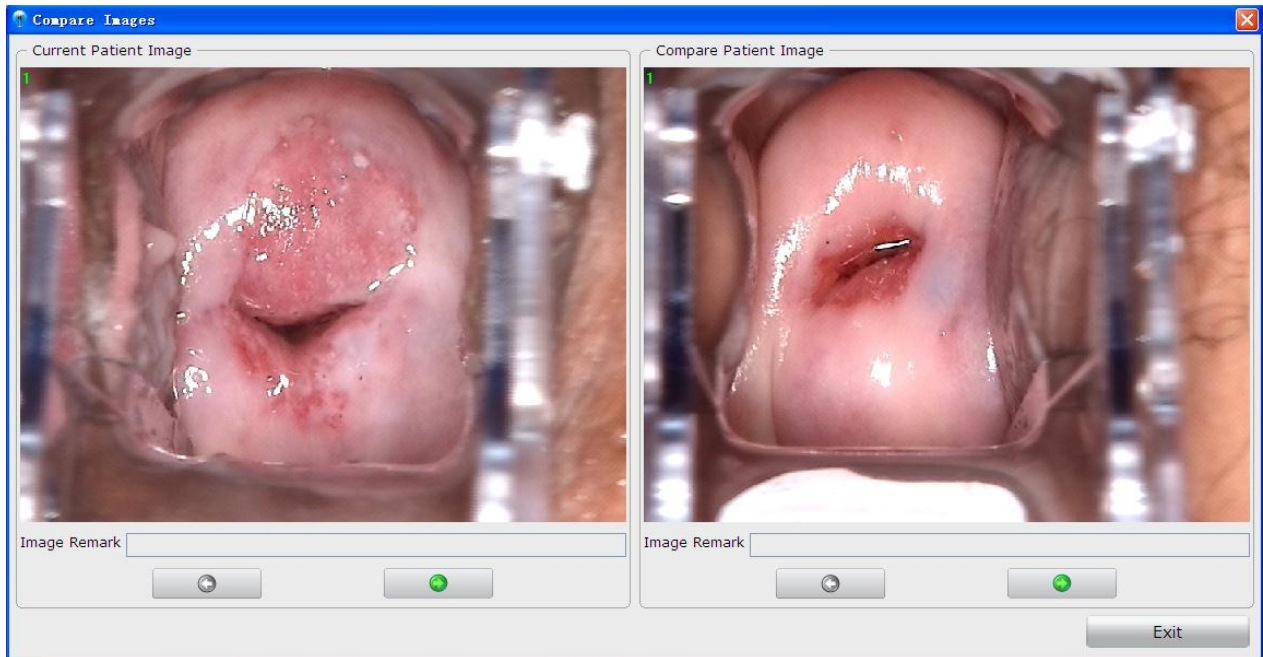 Compare Images
Current Patient Image
1
Image Remark
Compare Patient Image
1
Image Remark
Exit